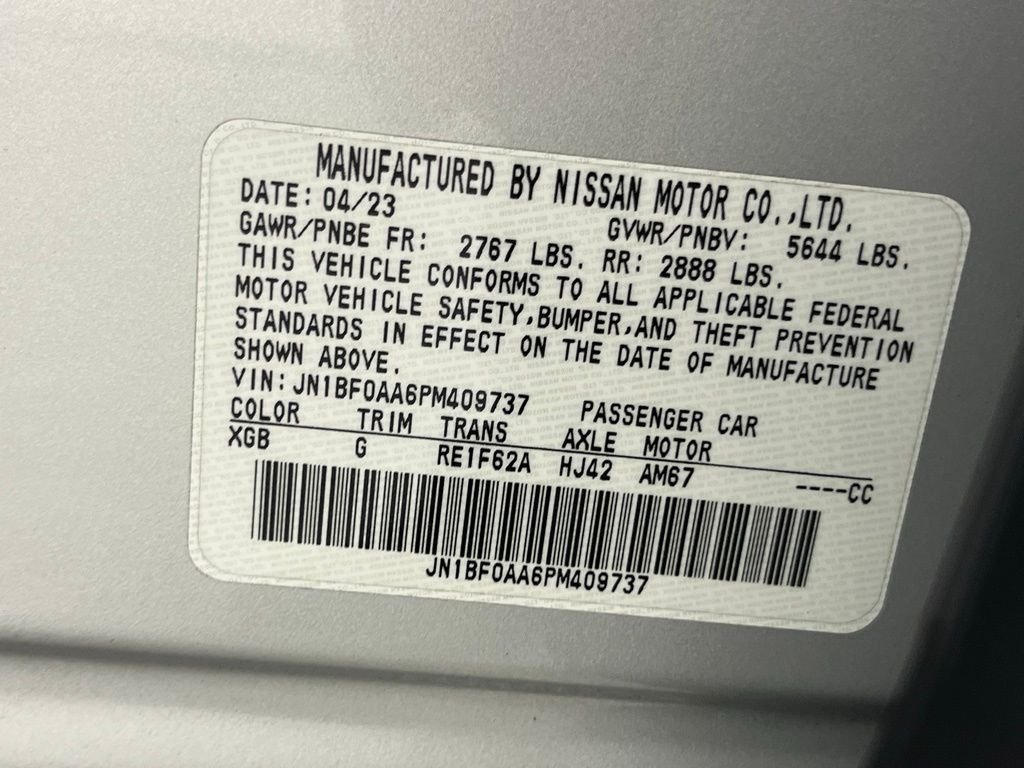 MANUFACTURED BY NISSAN MOTOR CO.,LTD.
DATE: 04/23 GVWR/PNBV: 5644 LBS.
GAWR/PNBE FR: 2767 LBS. RR: 2888 LBS.
THIS VEHICLE CONFORMS TO ALL APPLICABLE FEDERAL
MOTOR VEHICLE SAFETY,BUMPER,AND THEFT PREVENTION
STANDARDS IN EFFECT ON THE DATE OF MANUFACTURE
SHOWN ABOVE.
VIN: JN1BF0AA6PM409737 PASSENGER CAR
COLOR TRIM TRANS AXLE MOTOR
XGB G RE1F62A HJ42 AM67 ----CC
JN1BF0AA6PM409737